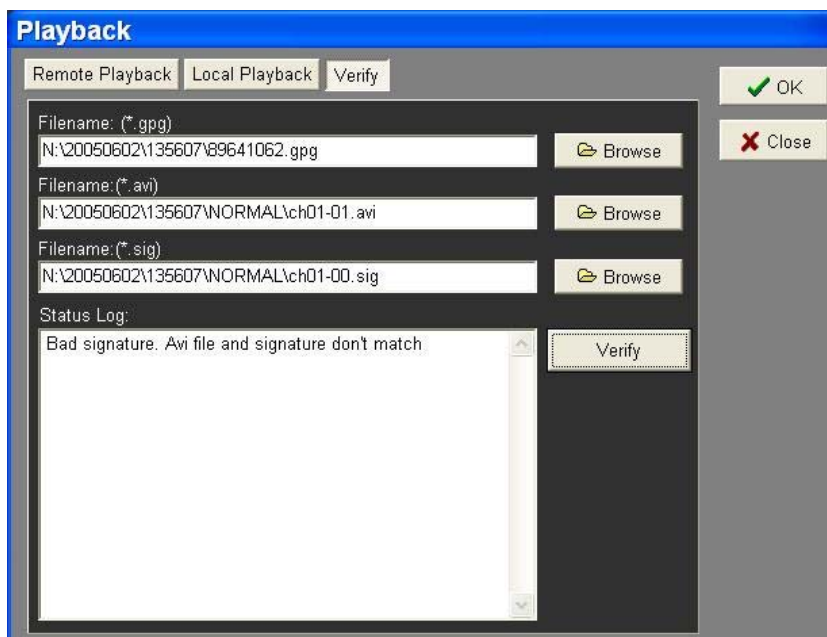 Playback
Remote Playback Local Playback Verify
OK
Close
Filename: (*.gpg)
N:\20050602\135607\89641062.gpg
Browse
Filename:(*.avi)
N:\20050602\135607\NORMAL\ch01-01.avi
Browse
Filename:(*.sig)
N:\20050602\135607\NORMAL\ch01-00.sig
Browse
Status Log:
Bad signature. Avi file and signature don't match
Verify